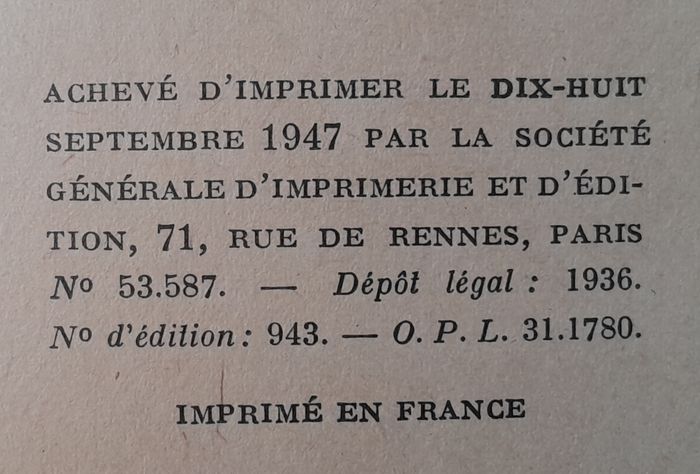 ACHEVÉ D'IMPRIMER LE DIX-HUIT
SEPTEMBRE 1947 PAR LA SOCIÉTÉ
GÉNÉRALE D'IMPRIMERIE ET D'ÉDI-
TION, 71, RUE DE RENNES, PARIS
Nº 53.587. — Dépôt légal : 1936.
Nº d'édition : 943. — O. P. L. 31.1780.
IMPRIMÉ EN FRANCE